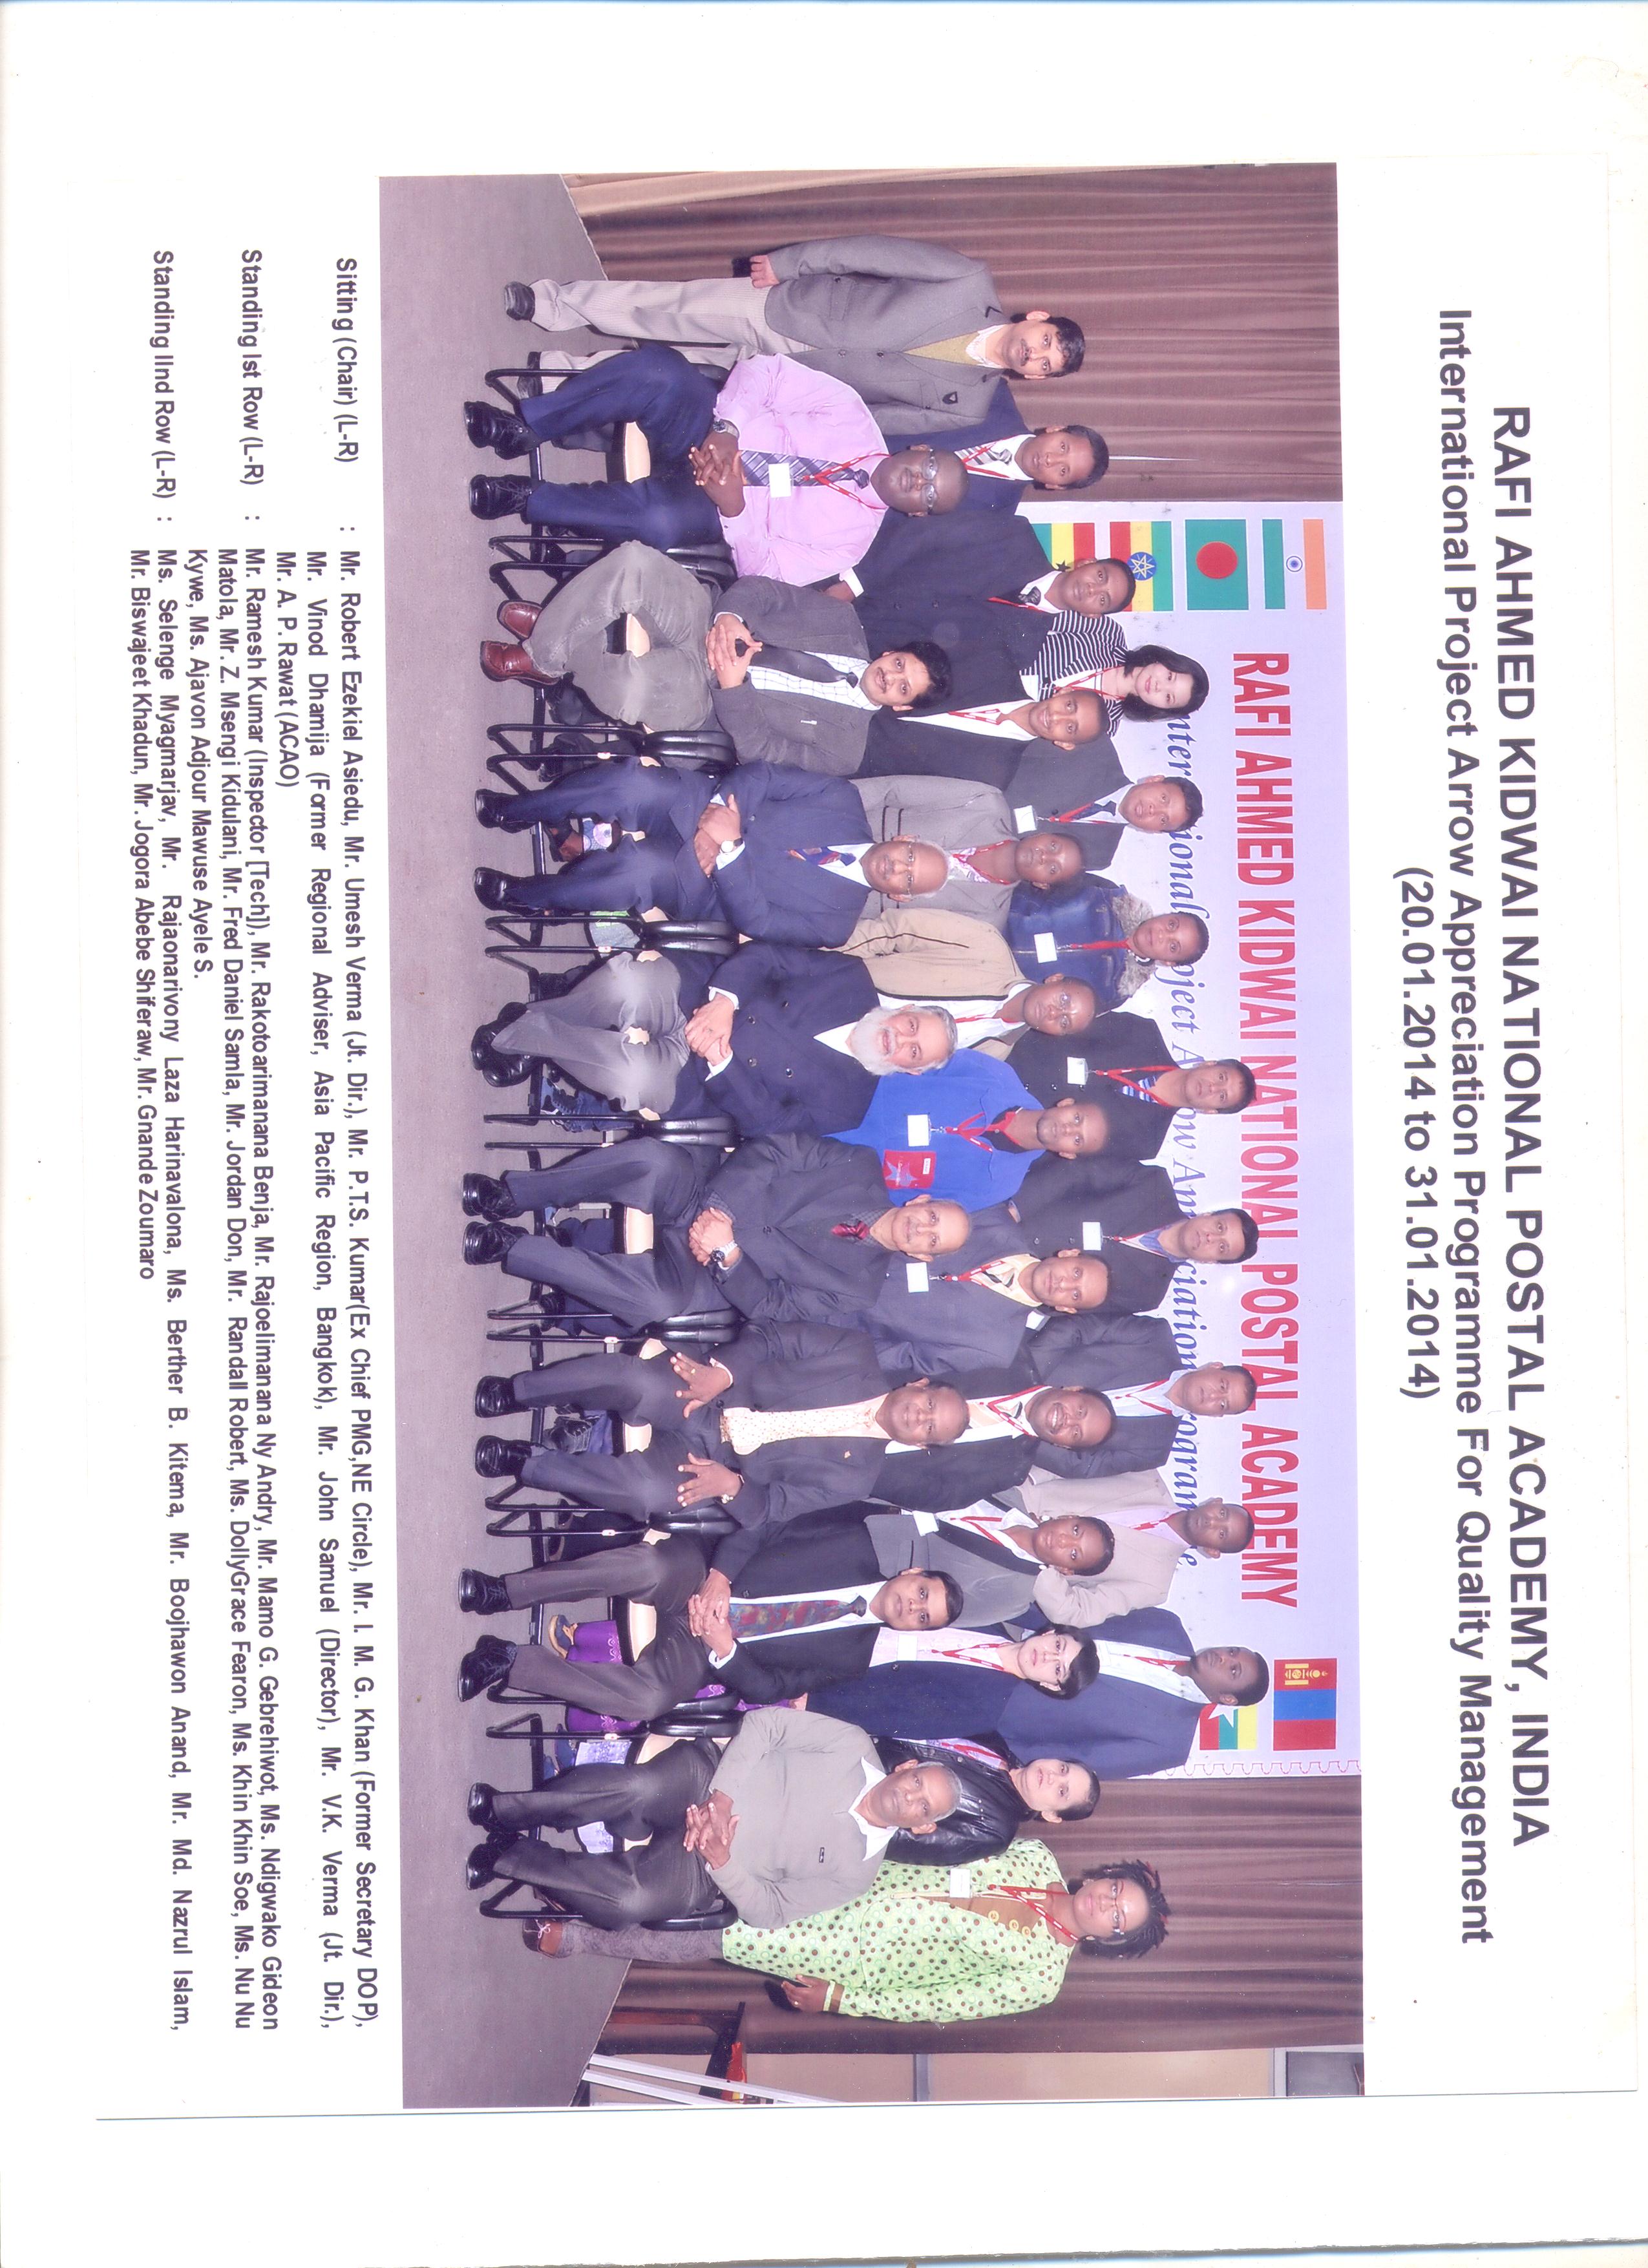 RAFI AHMED KIDWAI NATIONAL POSTAL ACADEMY, INDIA
International Project Arrow Appreciation Programme For Quality Management
(20.01.2014 to 31.01.2014)
RAFI AHMED KIDWAI NATIONAL POSTAL ACADEMY
Sitting (Chair) (L-R) : Mr. Robert Ezekiel Asiedu, Mr. Umesh Verma (Jt. Dir.), Mr. P.T.S. Kumar(Ex Chief PMG,NE Circle), Mr. I. M. G. Khan (Former Secretary DOP),
Mr. Vinod Dhamija (Former Regional Adviser, Asia Pacific Region, Bangkok), Mr. John Samuel (Director), Mr. V.K. Verma (Jt. Dir.),
Mr. A. P. Rawat (ACAO)
Standing Ist Row (L-R) : Mr. Ramesh Kumar (Inspector [Tech]), Mr. Rakotoarimanana Benja, Mr. Rajoelimanana Ny Andry, Mr. Mamo G. Gebrehiwot, Ms. Ndigwako Gideon
Matola, Mr. Z. Msengi Kidulani, Mr. Fred Daniel Samla, Mr. Jordan Don, Mr. Randall Robert, Ms. DollyGrace Fearon, Ms. Khin Khin Soe, Ms. Nu Nu
Kywe, Ms. Ajavon Adjour Mawuse Ayele S.
Standing IInd Row (L-R) : Ms. Selenge Myagmarjav, Mr. Rajaonarivony Laza Harinavalona, Ms. Berther B. Kitema, Mr. Boojhawon Anand, Mr. Md. Nazrul Islam,
Mr. Biswajeet Khadun, Mr. Jogora Abebe Shiferaw, Mr. Gnande Zoumaro